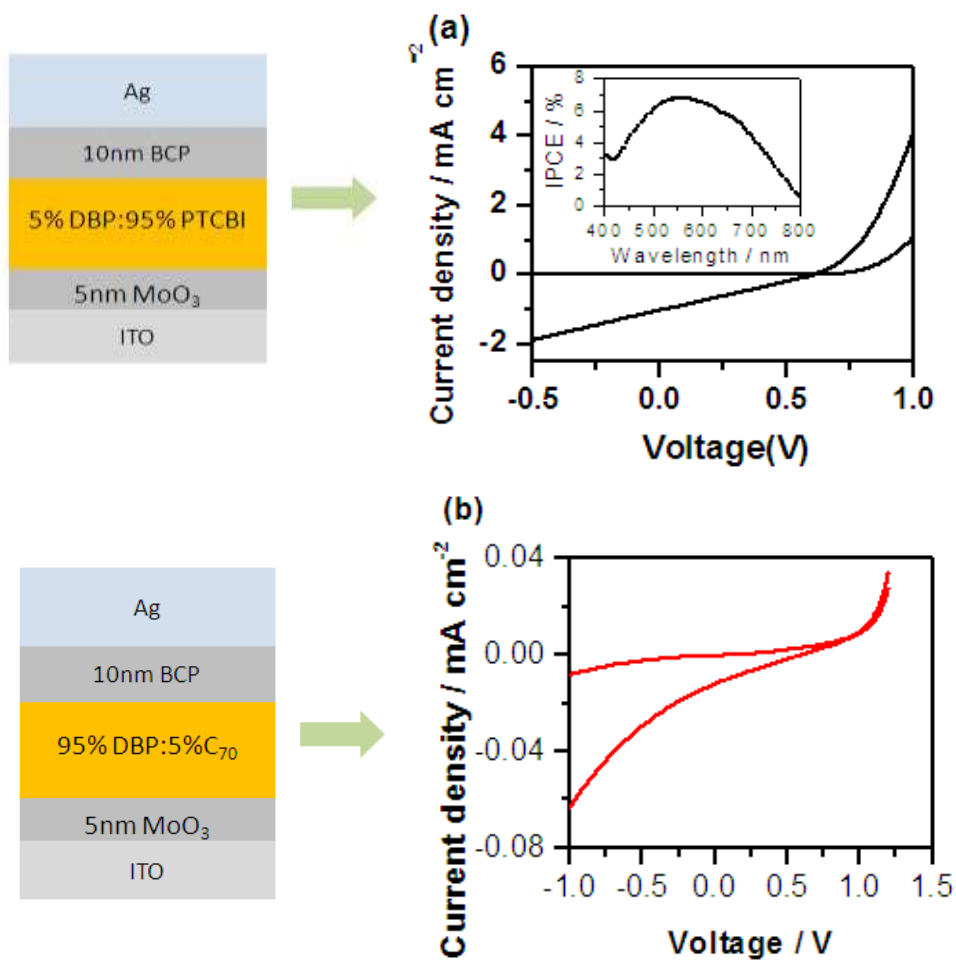 (a)
Ag
10nm BCP
5% DBP:95% PTCBI
5nm MoO₃
ITO
Current density / mA cm⁻²
6
4
2
0
-2
-0.5
0.0
0.5
1.0
Voltage(V)
IPCE / %
8
6
4
2
0
400 500 600 700 800
Wavelength / nm
(b)
Ag
10nm BCP
95% DBP:5%C₇₀
5nm MoO₃
ITO
Current density / mA cm⁻²
0.04
0.00
-0.04
-0.08
-1.0 -0.5 0.0 0.5 1.0 1.5
Voltage / V